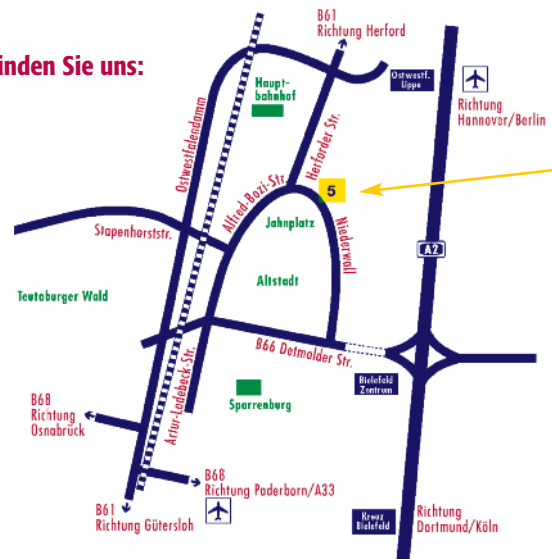 B61
Richtung Herford
inden Sie uns:
Haupt-
bahnhof
Ostwestf.
Lippe
Richtung
Hannover/Berlin
Ostwestfalendamm
Herforder Str.
Alfred-Bozi-Str.
5
Jahnplatz
Niederwall
Stapenhorststr.
A2
Altstadt
Teutoburger Wald
B66 Detmolder Str.
Bielefeld
Zentrum
Artur-Ladebeck-Str.
Sparrenburg
B68
Richtung
Osnabrück
B68
Richtung Paderborn/A33
B61
Richtung Gütersloh
Kreuz
Bielefeld
Richtung
Dortmund/Köln